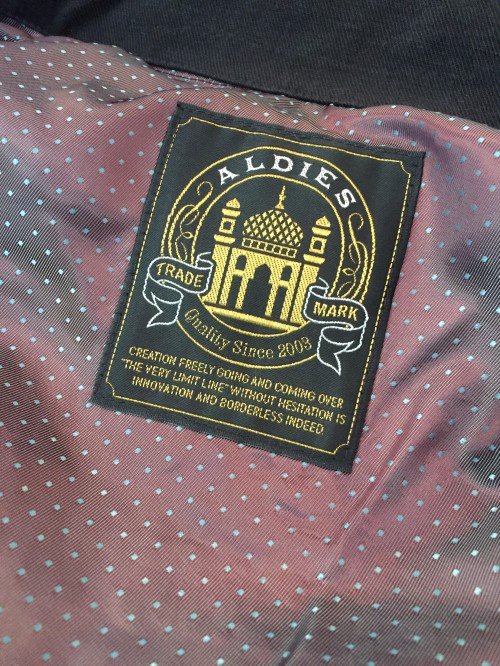 ALDIES
TRADE MARK
Quality Since 2003
CREATION FREELY GOING AND COMING OVER
"THE VERY LIMIT LINE" WITHOUT HESITATION IS
INNOVATION AND BORDERLESS INDEED.